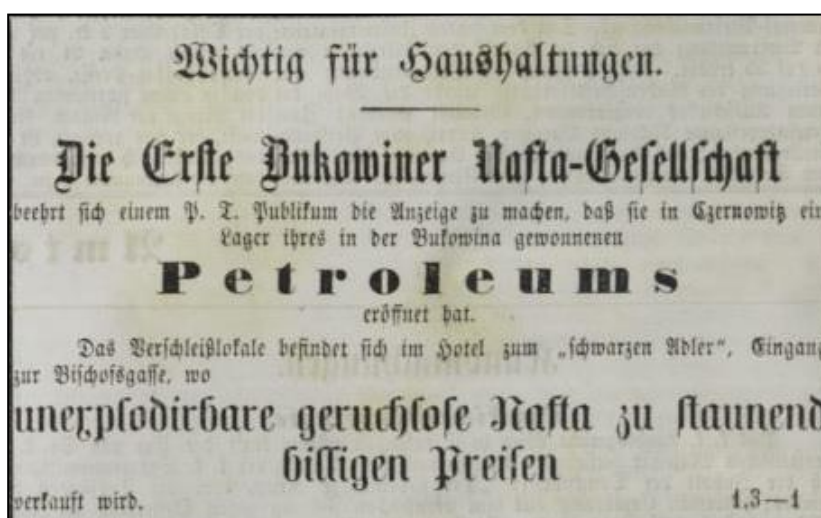 Wichtig für Haushaltungen.
Die Erste Bukowiner Nafta-Gesellschaft
beehrt sich einem P. T. Publikum die Anzeige zu machen, daß sie in Czernowitz ein
Lager ihres in der Bukowina gewonnenen
Petroleums
eröffnet hat.
Das Verschleißlokale befindet sich im Hotel zum „schwarzen Adler“, Eingang
zur Bischofsgasse, wo
unexplodirbare geruchlose Nafta zu staunend
billigen Preisen
verkauft wird. 1,3—1